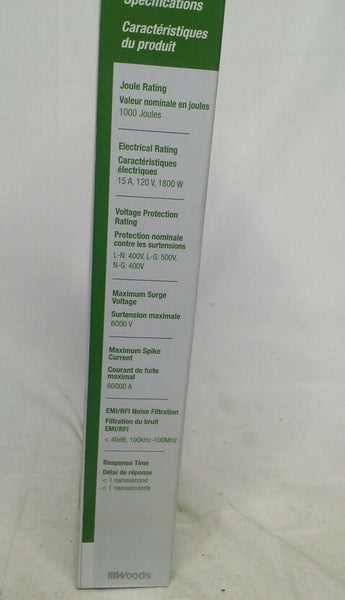 Specifications
Caractéristiques
du produit
Joule Rating
Valeur nominale en joules
1000 Joules
Electrical Rating
Caractéristiques
électriques
15 A, 120 V, 1800 W
Voltage Protection
Rating
Protection nominale
contre les surtensions
L-N: 400V, L-G: 500V,
N-G: 400V
Maximum Surge
Voltage
Surtension maximale
6000 V
Maximum Spike
Current
Courant de fuite
maximal
60000 A
EMI/RFI Noise Filtration
Filtration du bruit
EMI/RFI
< 40dB, 100kHz-100MHz
Response Time
Délai de réponse
< 1 nanosecond
< 1 nanoseconde
Woods